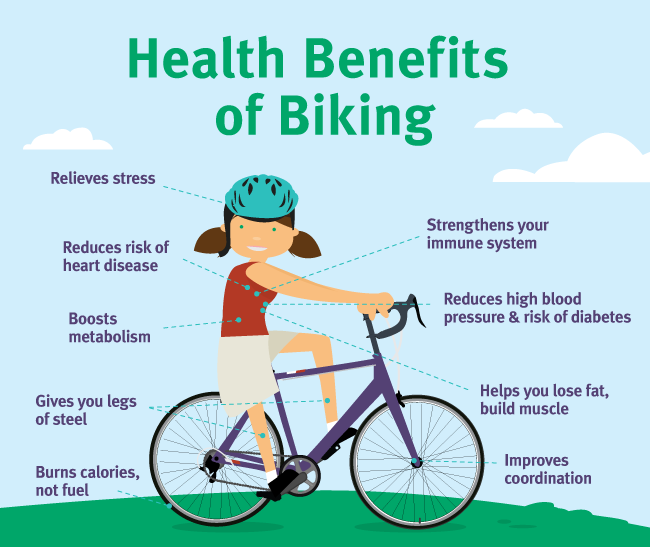 Health Benefits
of Biking
Relieves stress
Strengthens your
immune system
Reduces risk of
heart disease
Reduces high blood
pressure & risk of diabetes
Boosts
metabolism
Helps you lose fat,
build muscle
Gives you legs
of steel
Improves
coordination
Burns calories,
not fuel